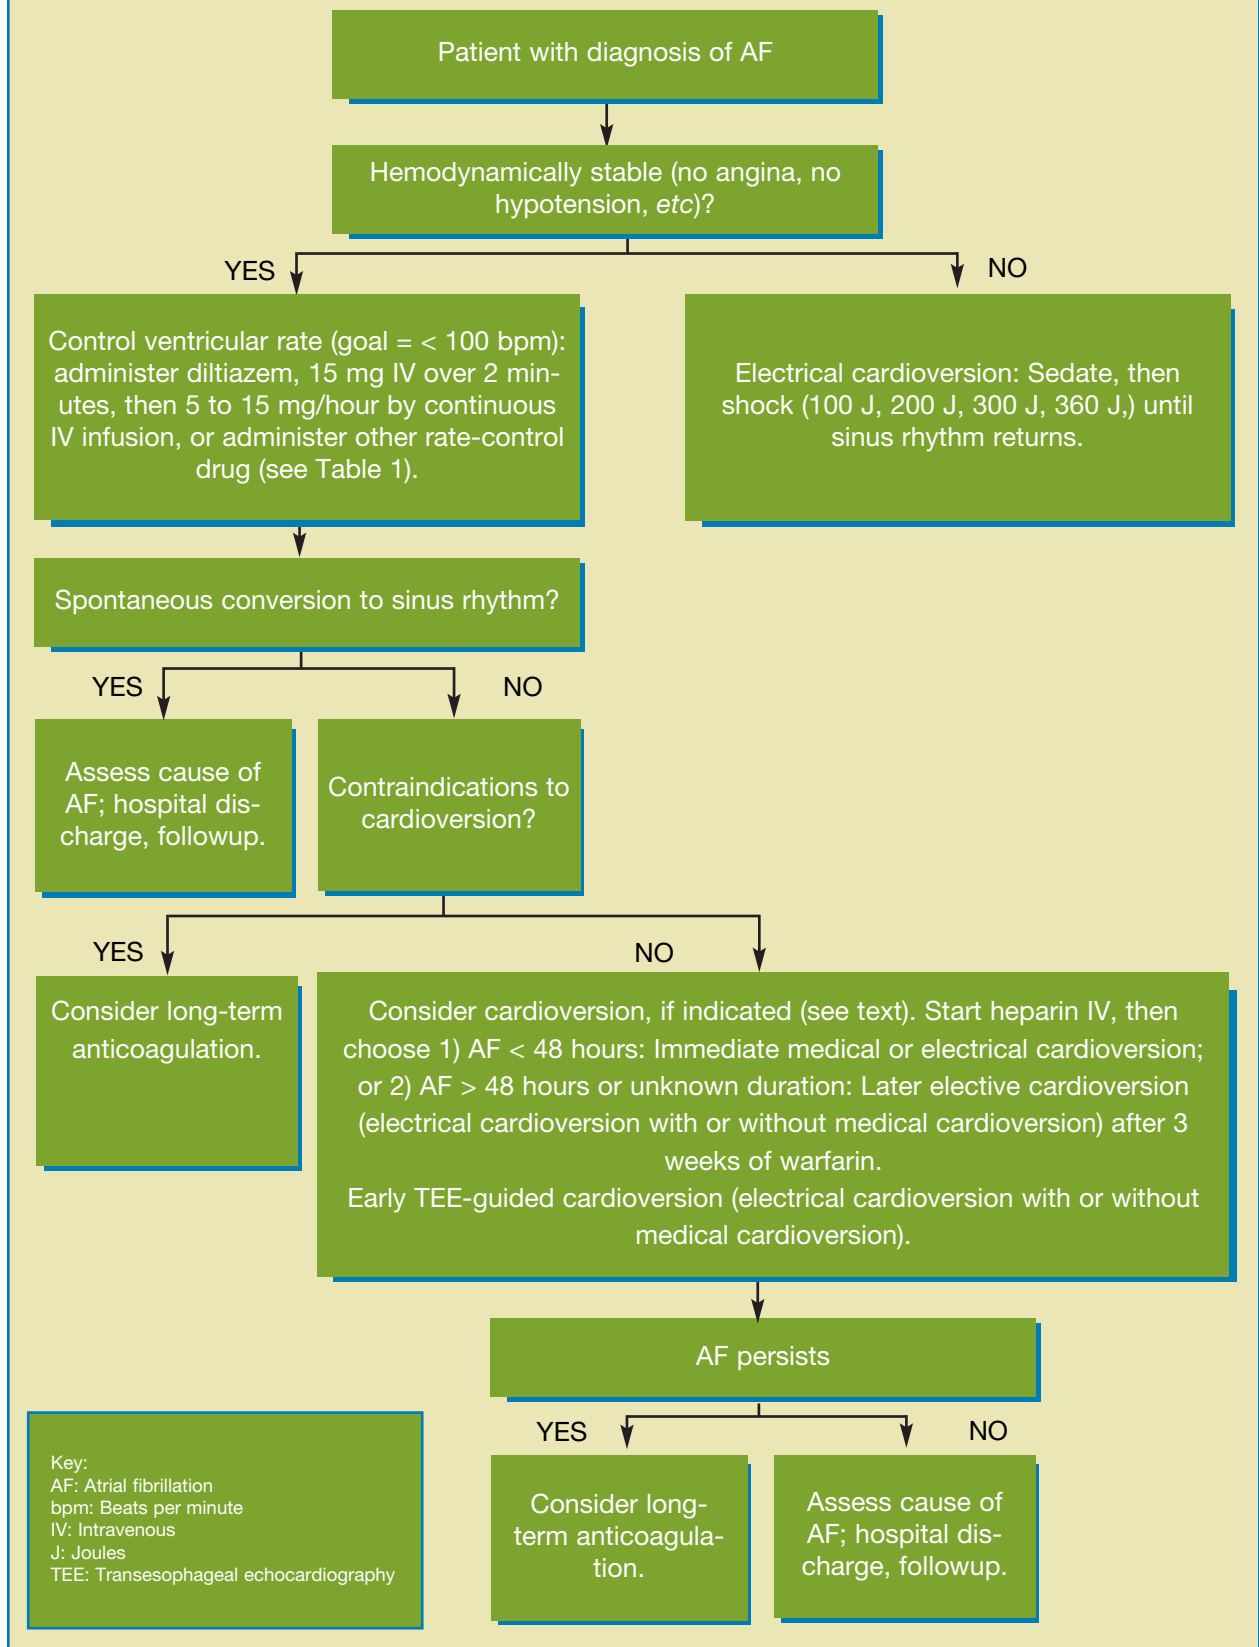 Patient with diagnosis of AF
Hemodynamically stable (no angina, no
hypotension, etc)?
YES
NO
Control ventricular rate (goal = < 100 bpm):
administer diltiazem, 15 mg IV over 2 min-
utes, then 5 to 15 mg/hour by continuous
IV infusion, or administer other rate-control
drug (see Table 1).
Electrical cardioversion: Sedate, then
shock (100 J, 200 J, 300 J, 360 J,) until
sinus rhythm returns.
Spontaneous conversion to sinus rhythm?
YES
NO
Assess cause of
AF; hospital dis-
charge, followup.
Contraindications to
cardioversion?
YES
NO
Consider long-term
anticoagulation.
Consider cardioversion, if indicated (see text). Start heparin IV, then
choose 1) AF < 48 hours: Immediate medical or electrical cardioversion;
or 2) AF > 48 hours or unknown duration: Later elective cardioversion
(electrical cardioversion with or without medical cardioversion) after 3
weeks of warfarin.
Early TEE-guided cardioversion (electrical cardioversion with or without
medical cardioversion).
AF persists
YES
NO
Consider long-
term anticoagula-
tion.
Assess cause of
AF; hospital dis-
charge, followup.
Key:
AF: Atrial fibrillation
bpm: Beats per minute
IV: Intravenous
J: Joules
TEE: Transesophageal echocardiography